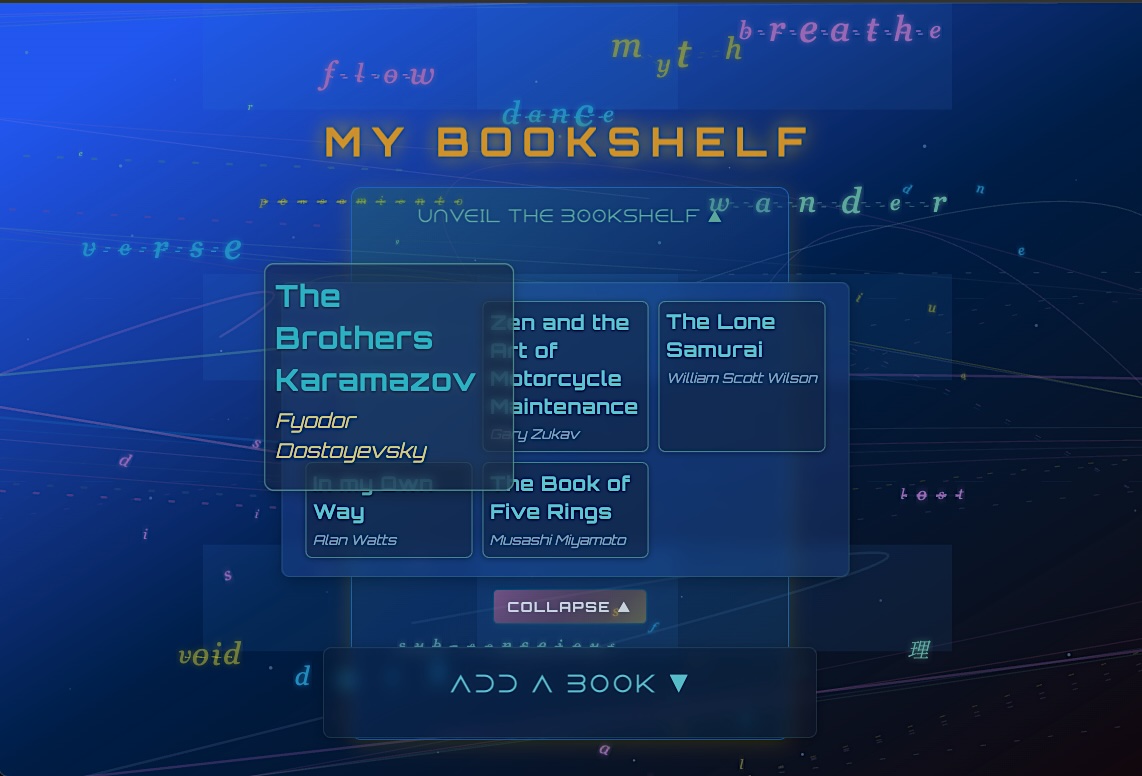 breathe
myth
flow
dance
MY BOOKSHELF
wander
UNVEIL THE BOOKSHELF ▲
verse
The
Brothers
Karamazov
Fyodor
Dostoyevsky
Zen and the
Art of
Motorcycle
Maintenance
Gary Zukav
The Lone
Samurai
William Scott Wilson
In my Own
Way
Alan Watts
The Book of
Five Rings
Musashi Miyamoto
lost
COLLAPSE ▲
void
理
ADD A BOOK ▼